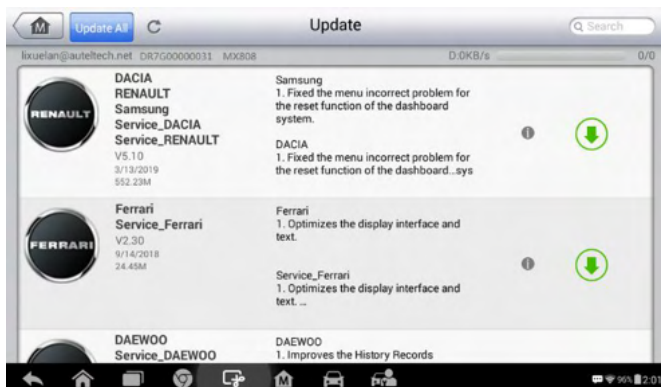 Update All
Update
Search
lixuelan@auteltech.net DR7G00000031 MX808
D:0KB/s
0/0
RENAULT
DACIA
RENAULT
Samsung
Service_DACIA
Service_RENAULT
V5.10
3/13/2019
552.23M
Samsung
1. Fixed the menu incorrect problem for
the reset function of the dashboard
system.
DACIA
1. Fixed the menu incorrect problem for
the reset function of the dashboard...sys
FERRARI
Ferrari
Service_Ferrari
V2.30
9/14/2018
24.45M
Ferrari
1. Optimizes the display interface and
text.
Service_Ferrari
1. Optimizes the display interface and
text. ...
DAEWOO
Service_DAEWOO
DAEWOO
1. Improves the History Records
M
96% 2:01